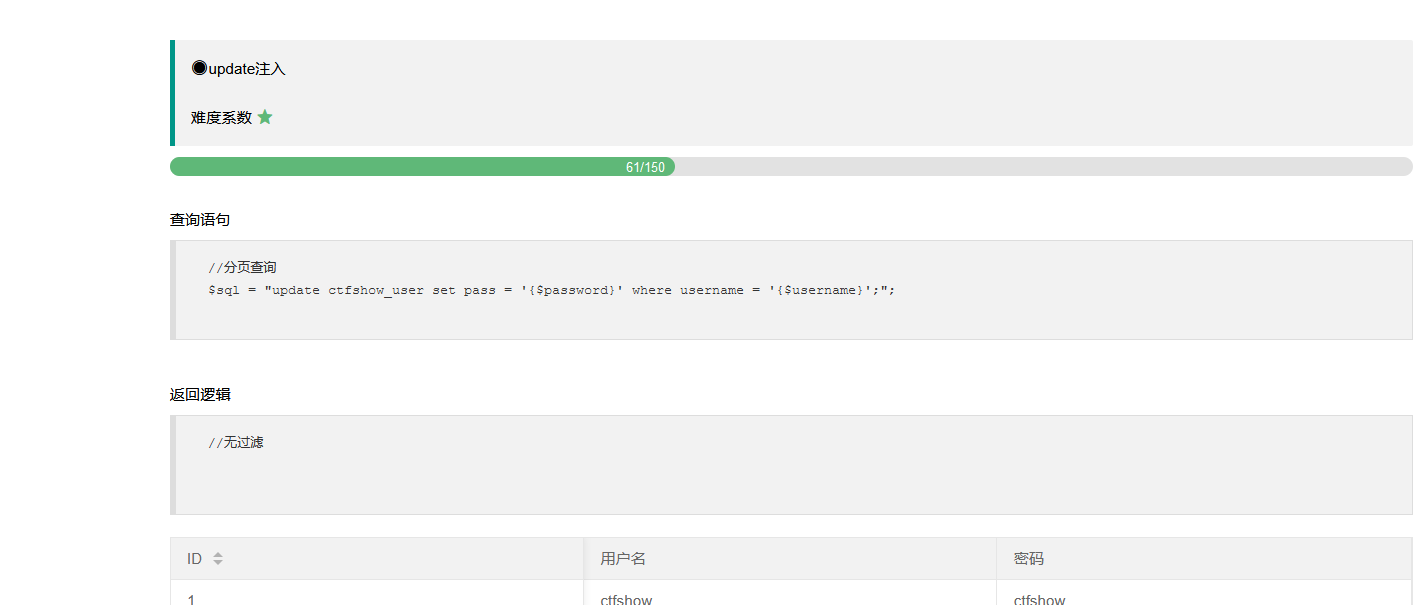 ◉update注入
难度系数 ★
61/150
查询语句
//分页查询
$sql = "update ctfshow_user set pass = '{$password}' where username = '{$username}';";
返回逻辑
//无过滤
ID 用户名 密码
1 ctfshow ctfshow